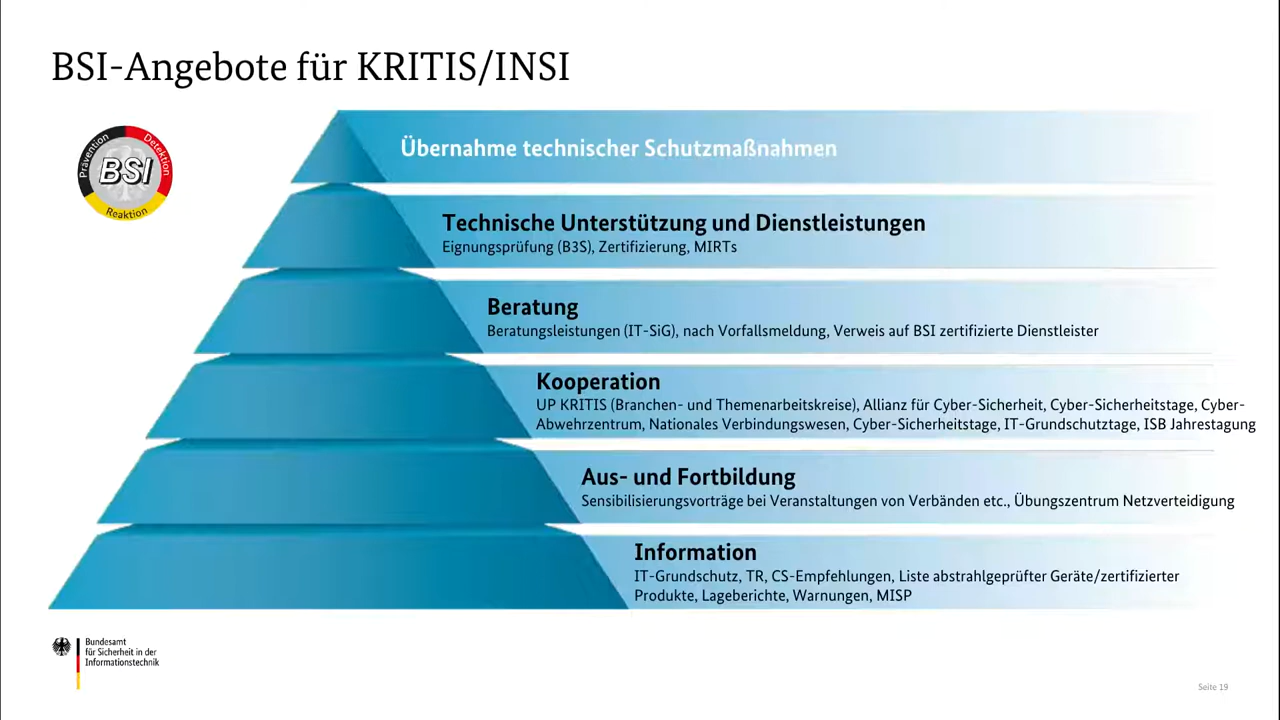 BSI-Angebote für KRITIS/INSI
Prävention
Detektion
BSI
Reaktion
Übernahme technischer Schutzmaßnahmen
Technische Unterstützung und Dienstleistungen
Eignungsprüfung (B3S), Zertifizierung, MIRTs
Beratung
Beratungsleistungen (IT-SiG), nach Vorfallsmeldung, Verweis auf BSI zertifizierte Dienstleister
Kooperation
UP KRITIS (Branchen- und Themenarbeitskreise), Allianz für Cyber-Sicherheit, Cyber-Sicherheitstage, Cyber-
Abwehrzentrum, Nationales Verbindungswesen, Cyber-Sicherheitstage, IT-Grundschutztage, ISB Jahrestagung
Aus- und Fortbildung
Sensibilisierungsvorträge bei Veranstaltungen von Verbänden etc., Übungszentrum Netzverteidigung
Information
IT-Grundschutz, TR, CS-Empfehlungen, Liste abstrahlgeprüfter Geräte/zertifizierter
Produkte, Lageberichte, Warnungen, MISP
Bundesamt
für Sicherheit in der
Informationstechnik
Seite 19